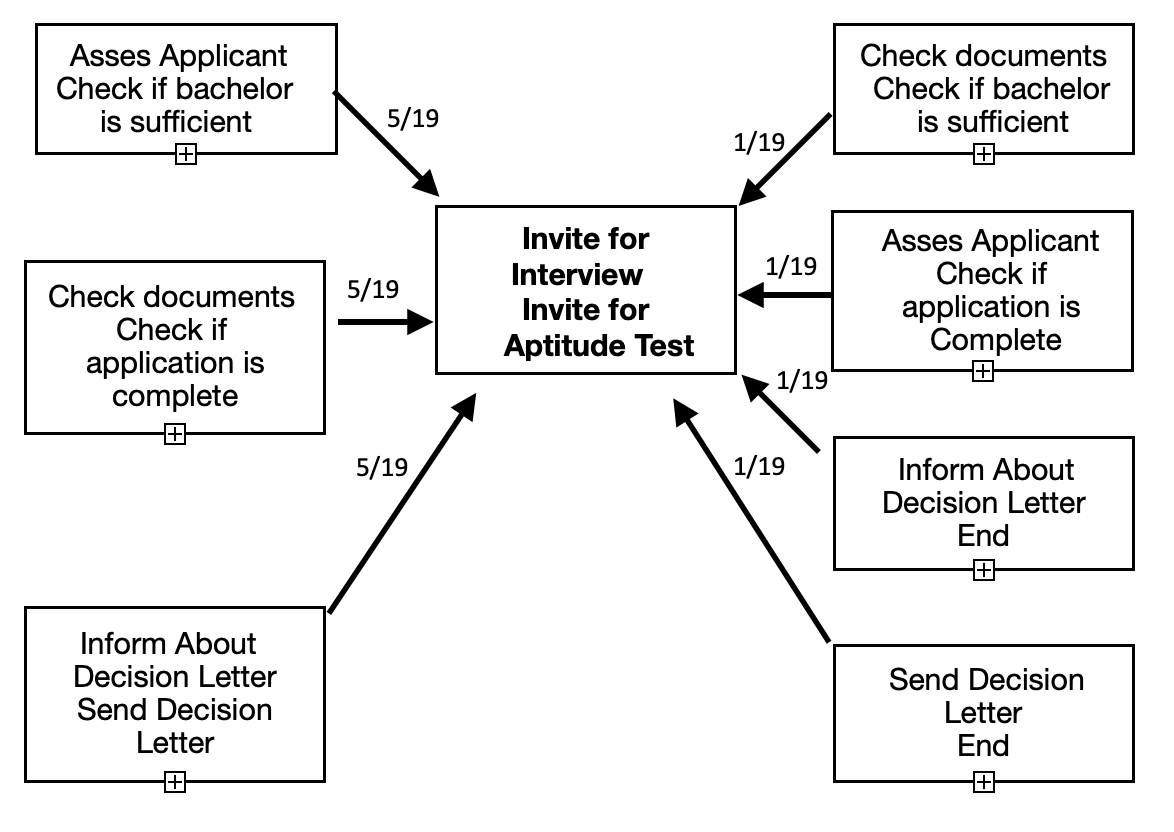 Asses Applicant
Check if bachelor
is sufficient
5/19
Check documents
Check if bachelor
is sufficient
1/19
Invite for
Interview
Invite for
Aptitude Test
Check documents
Check if
application is
complete
5/19
Asses Applicant
Check if
application is
Complete
1/19
1/19
Inform About
Decision Letter
End
5/19
1/19
Inform About
Decision Letter
Send Decision
Letter
Send Decision
Letter
End